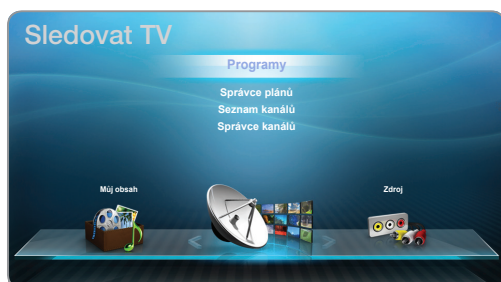 Sledovat TV
Programy
Správce plánů
Seznam kanálů
Správce kanálů
Můj obsah
Zdroj